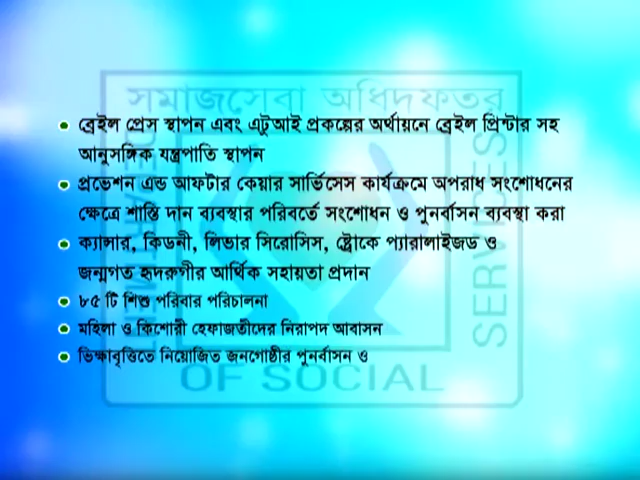 সমাজসেবা অধিদফতর
ব্রেইল প্রেস স্থাপন এবং এটুআই প্রকল্পের অর্থায়নে ব্রেইল প্রিন্টার সহ
আনুসঙ্গিক যন্ত্রপাতি স্থাপন
প্রভেশন এন্ড আফটার কেয়ার সার্ভিসেস কার্যক্রমে অপরাধ সংশোধনের
ক্ষেত্রে শাস্তি দান ব্যবস্থার পরিবর্তে সংশোধন ও পুনর্বাসন ব্যবস্থা করা
ক্যান্সার, কিডনী, লিভার সিরোসিস, ষ্ট্রোকে প্যারালাইজড ও
জন্মগত হৃদরুগীর আর্থিক সহায়তা প্রদান
৮৫ টি শিশু পরিবার পরিচালনা
মহিলা ও কিশোরী হেফাজতীদের নিরাপদ আবাসন
ভিক্ষাবৃত্তিতে নিয়োজিত জনগোষ্ঠীর পুনর্বাসন ও
DEPARTMENT
OF SOCIAL
SERVICES